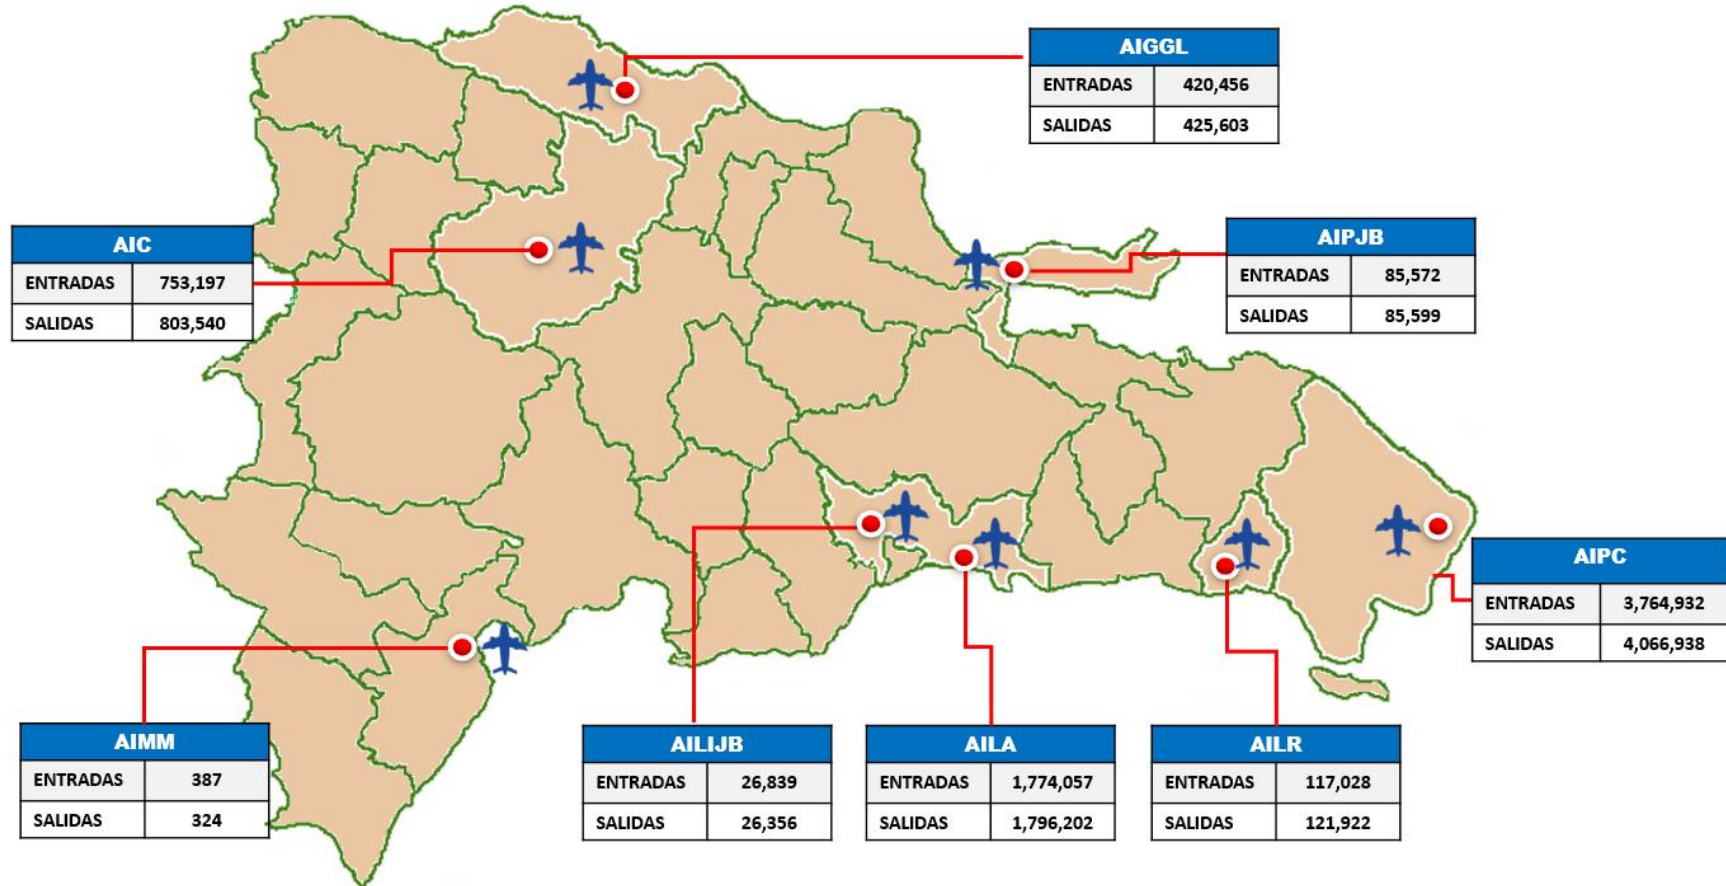 AIGGL
ENTRADAS 420,456
SALIDAS 425,603
AIC
ENTRADAS 753,197
SALIDAS 803,540
AIPJB
ENTRADAS 85,572
SALIDAS 85,599
AIPC
ENTRADAS 3,764,932
SALIDAS 4,066,938
AIMM
ENTRADAS 387
SALIDAS 324
AILIJB
ENTRADAS 26,839
SALIDAS 26,356
AILA
ENTRADAS 1,774,057
SALIDAS 1,796,202
AILR
ENTRADAS 117,028
SALIDAS 121,922